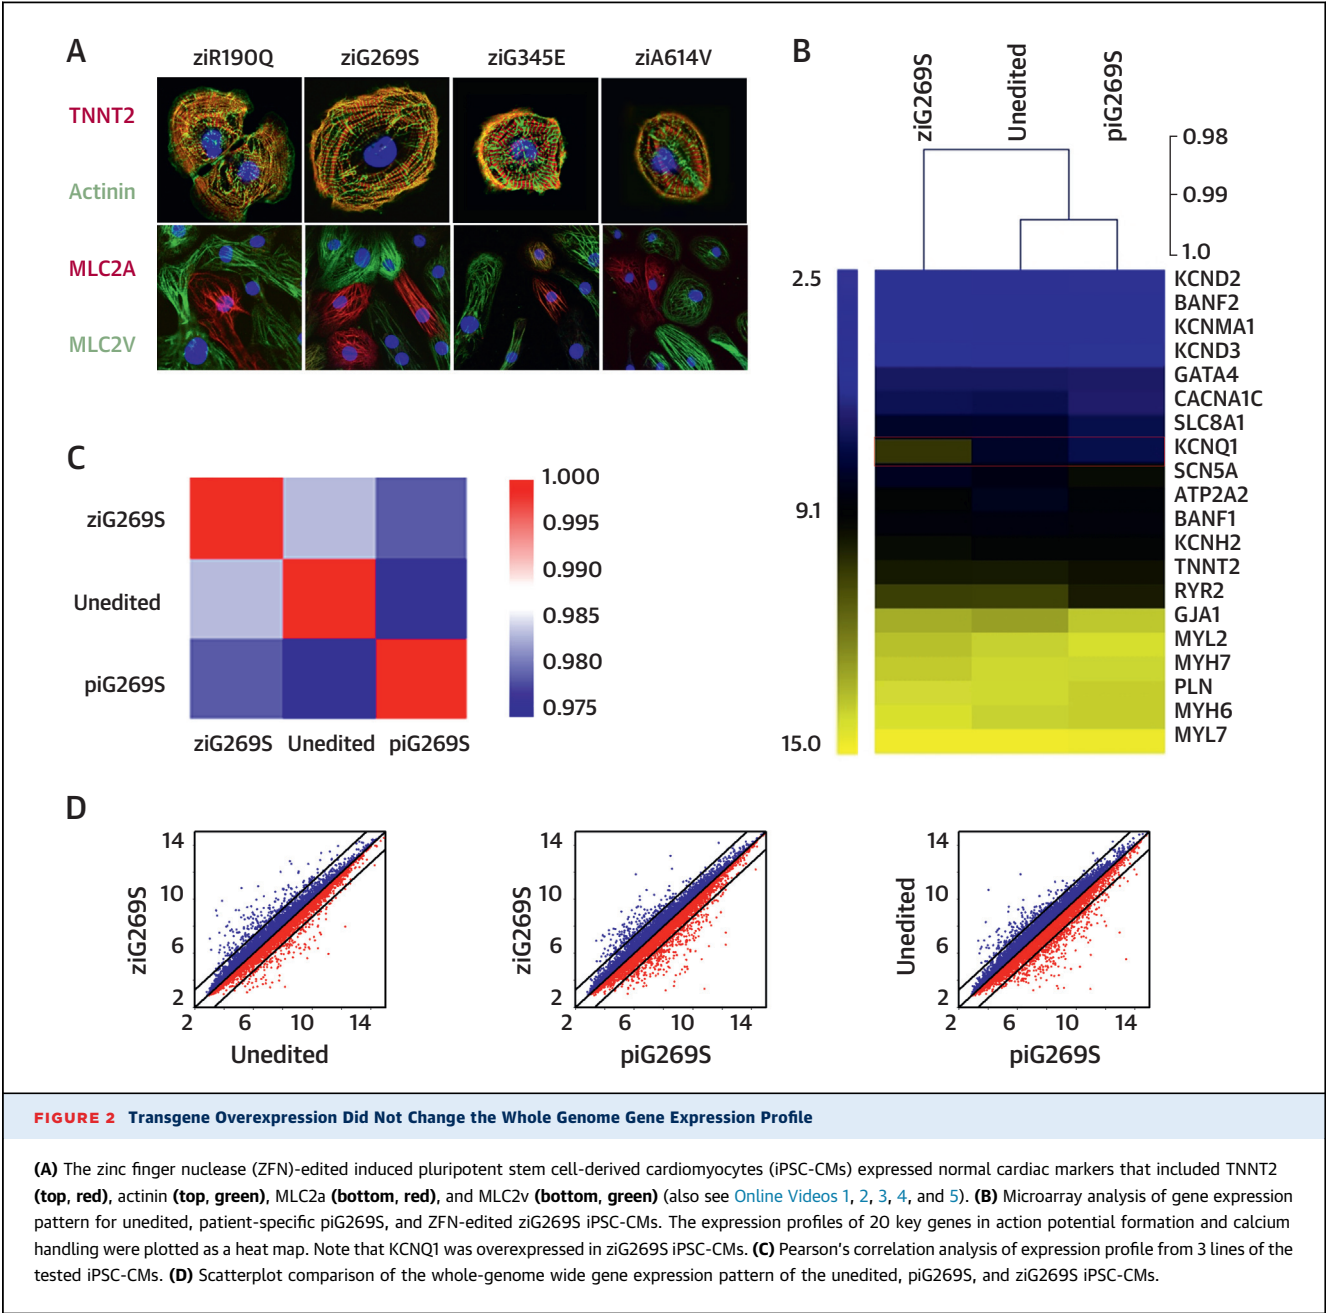 A
ziR190Q ziG269S ziG345E ziA614V
TNNT2
Actinin
MLC2A
MLC2V
B
ziG269S
Unedited
piG269S
0.98
0.99
1.0
2.5
9.1
15.0
KCND2
BANF2
KCNMA1
KCND3
GATA4
CACNA1C
SLC8A1
KCNQ1
SCN5A
ATP2A2
BANF1
KCNH2
TNNT2
RYR2
GJA1
MYL2
MYH7
PLN
MYH6
MYL7
C
ziG269S
Unedited
piG269S
ziG269S Unedited piG269S
1.000
0.995
0.990
0.985
0.980
0.975
D
ziG269S
14
10
6
2
2 6 10 14
Unedited
ziG269S
14
10
6
2
2 6 10 14
piG269S
Unedited
14
10
6
2
2 6 10 14
piG269S
FIGURE 2 Transgene Overexpression Did Not Change the Whole Genome Gene Expression Profile
(A) The zinc finger nuclease (ZFN)-edited induced pluripotent stem cell-derived cardiomyocytes (iPSC-CMs) expressed normal cardiac markers that included TNNT2
(top, red), actinin (top, green), MLC2a (bottom, red), and MLC2v (bottom, green) (also see Online Videos 1, 2, 3, 4, and 5). (B) Microarray analysis of gene expression
pattern for unedited, patient-specific piG269S, and ZFN-edited ziG269S iPSC-CMs. The expression profiles of 20 key genes in action potential formation and calcium
handling were plotted as a heat map. Note that KCNQ1 was overexpressed in ziG269S iPSC-CMs. (C) Pearson's correlation analysis of expression profile from 3 lines of the
tested iPSC-CMs. (D) Scatterplot comparison of the whole-genome wide gene expression pattern of the unedited, piG269S, and ziG269S iPSC-CMs.